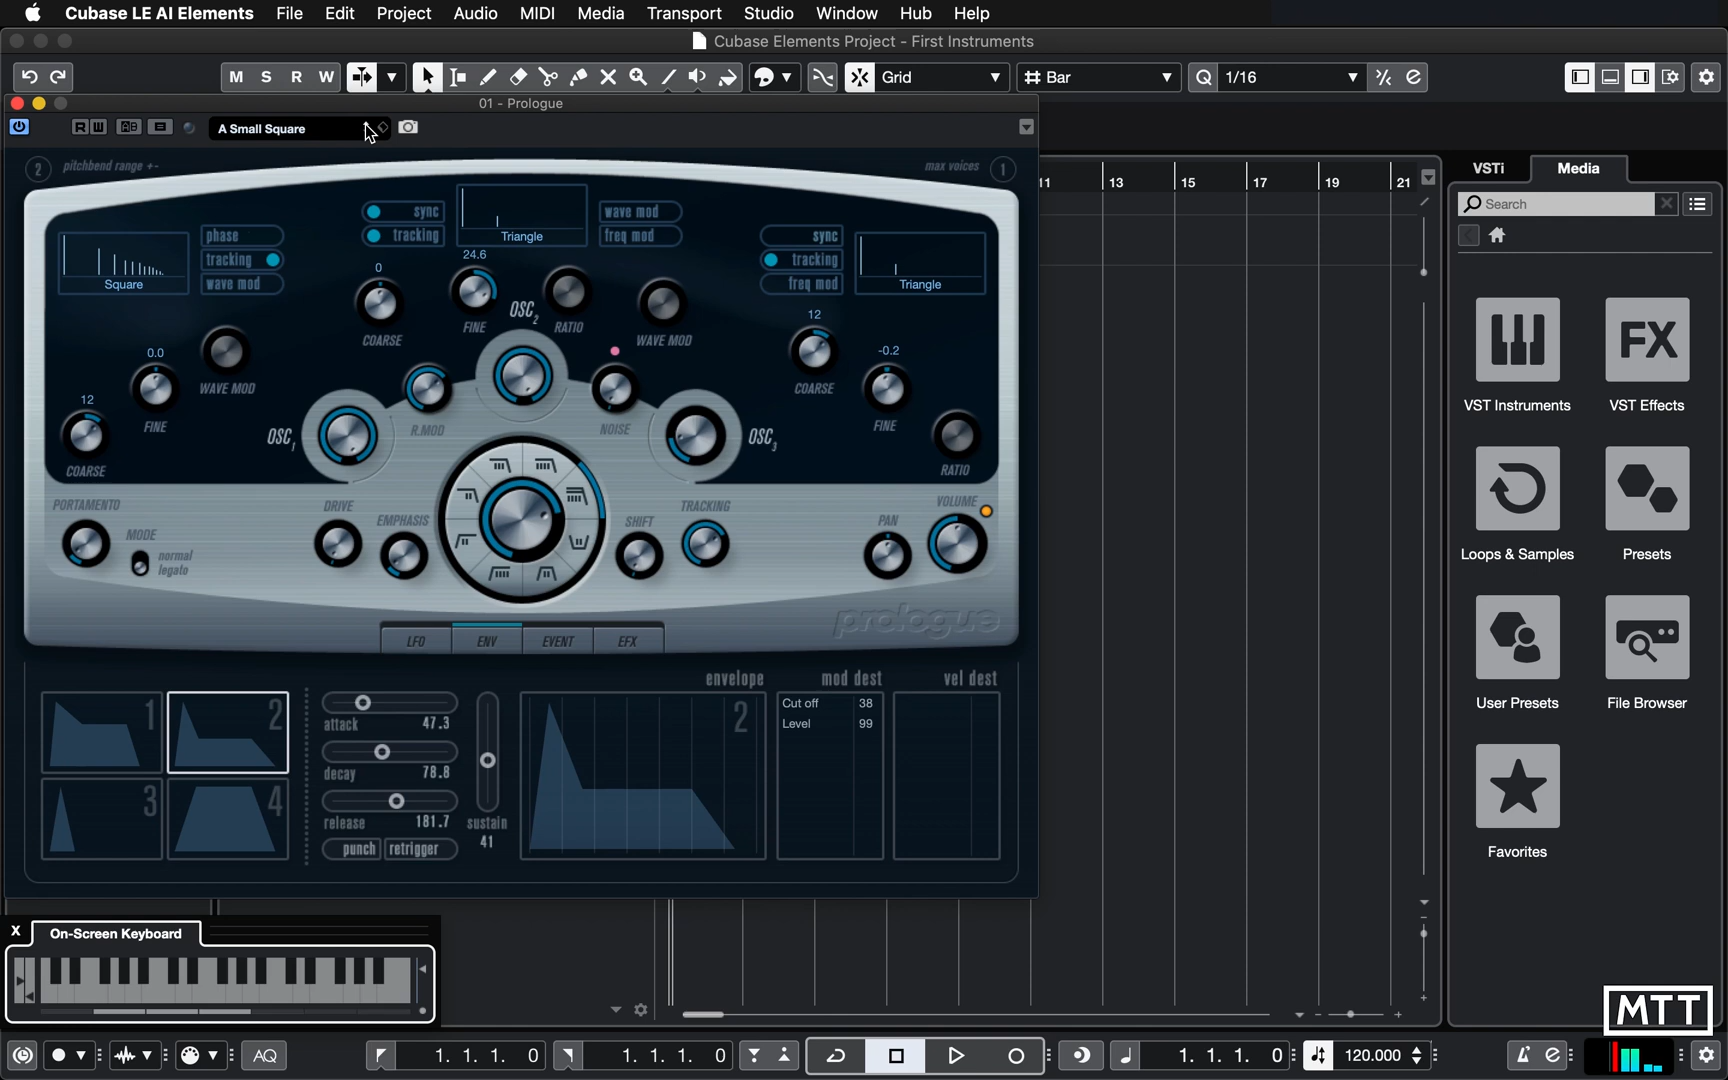 Cubase LE AI Elements File Edit Project Audio MIDI Media Transport Studio Window Hub Help
Cubase Elements Project - First Instruments
M S R W Grid Bar Q 1/16
01 - Prologue
R W A B A Small Square
2 pitchbend range +- max voices 1
11 13 15 17 19 21
VSTi Media
Search
Square
phase
tracking
wave mod
sync
tracking
Triangle
wave mod
freq mod
sync
tracking
freq mod
Triangle
0 24.6
COARSE FINE OSC2 RATIO WAVE MOD
12 0.0
COARSE FINE WAVE MOD
12 -0.2
COARSE FINE RATIO
OSC1 R.MOD NOISE OSC3
PORTAMENTO
MODE
normal
legato
DRIVE EMPHASIS SHIFT TRACKING PAN VOLUME
prologue
LFO ENV EVENT EFX
envelope mod dest vel dest
1 2
3 4
attack 47.3
decay 78.8
release 181.7
sustain
41
punch retrigger
2
Cut off 38
Level 99
VST Instruments VST Effects
Loops & Samples Presets
User Presets File Browser
Favorites
X On-Screen Keyboard
MTT
AQ 1. 1. 1. 0 1. 1. 1. 0 1. 1. 1. 0 120.000